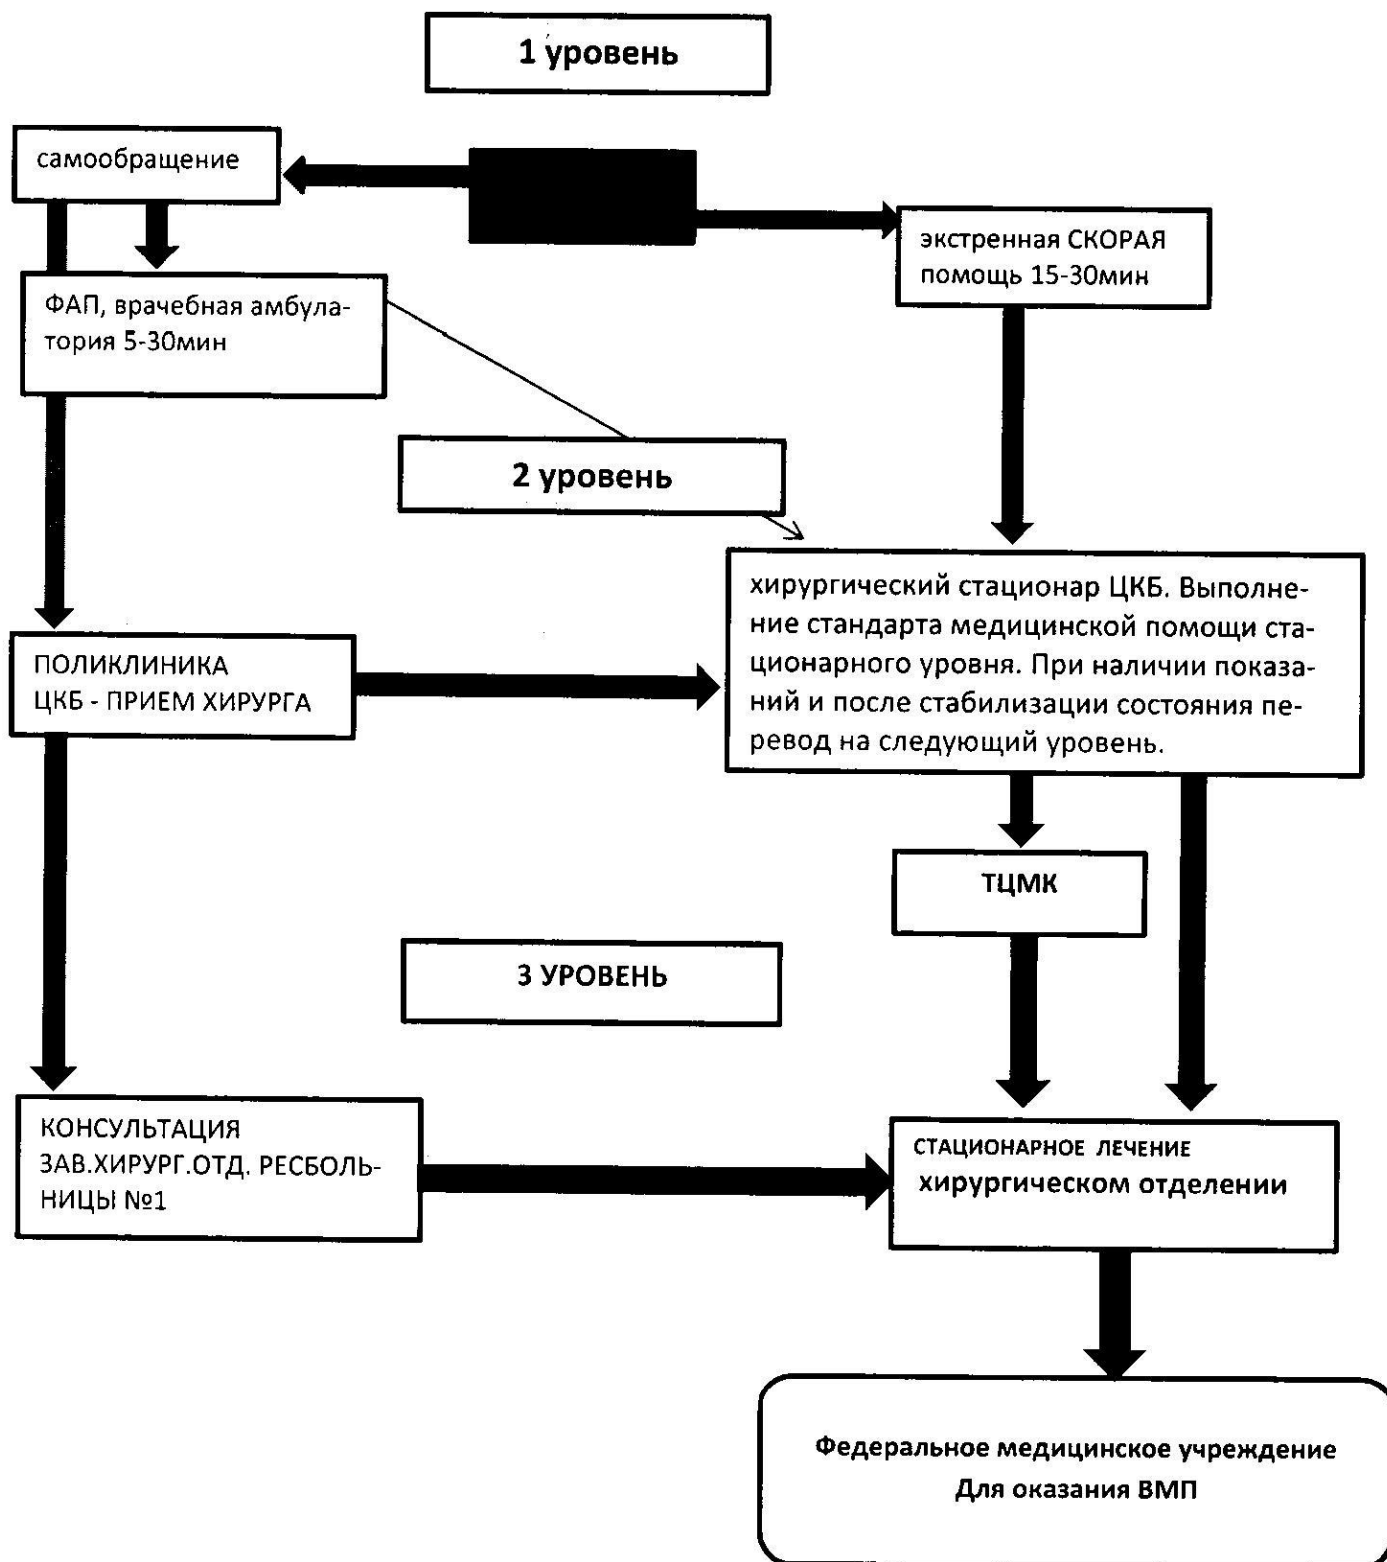 1 уровень
самообращение
экстренная СКОРАЯ
помощь 15-30мин
ФАП, врачебная амбула-
тория 5-30мин
2 уровень
хирургический стационар ЦКБ. Выполне-
ние стандарта медицинской помощи ста-
ционарного уровня. При наличии показа-
ний и после стабилизации состояния пе-
ревод на следующий уровень.
ПОЛИКЛИНИКА
ЦКБ - ПРИЕМ ХИРУРГА
ТЦМК
3 УРОВЕНЬ
КОНСУЛЬТАЦИЯ
ЗАВ.ХИРУРГ.ОТД. РЕСБОЛЬ-
НИЦЫ №1
СТАЦИОНАРНОЕ ЛЕЧЕНИЕ
хирургическом отделении
Федеральное медицинское учреждение
Для оказания ВМП